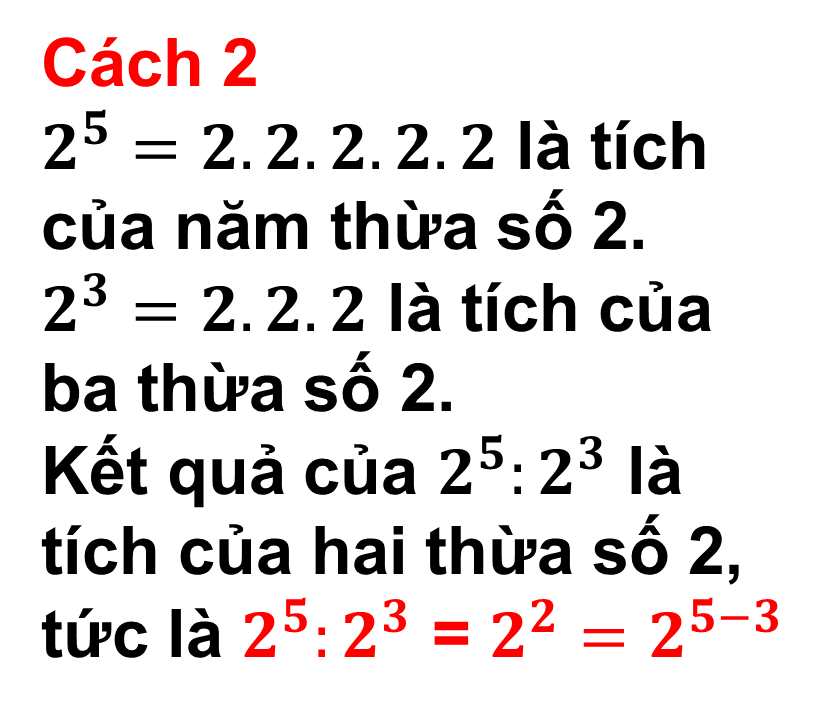 Cách 2
2⁵ = 2.2.2.2.2 là tích
của năm thừa số 2.
2³ = 2.2.2 là tích của
ba thừa số 2.
Kết quả của 2⁵:2³ là
tích của hai thừa số 2,
tức là 2⁵:2³ = 2² = 2⁵⁻³